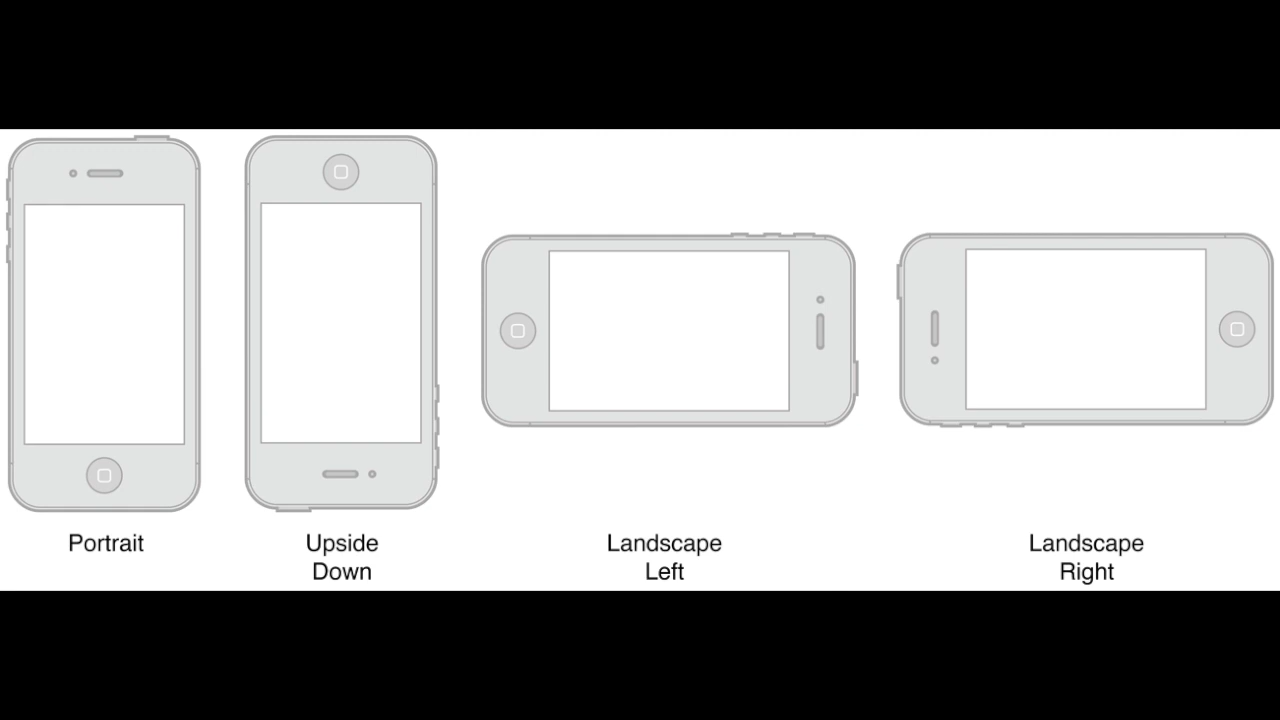 Portrait
Upside
Down
Landscape
Left
Landscape
Right